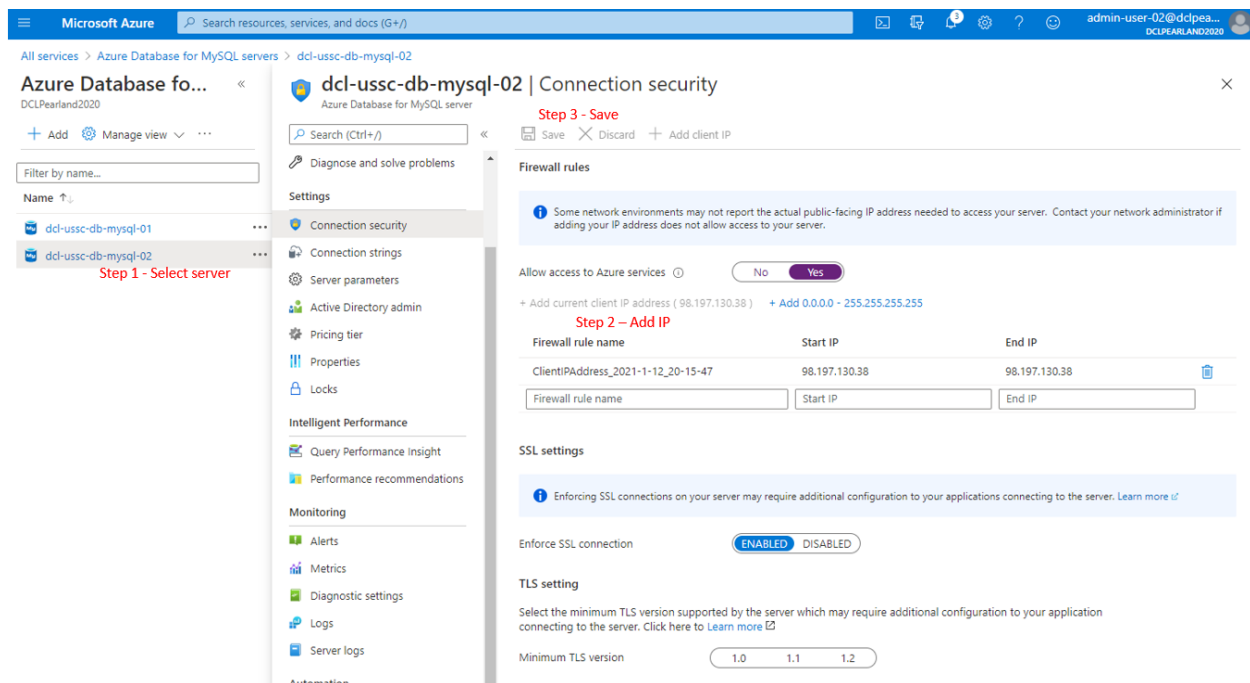 Microsoft Azure
Search resources, services, and docs (G+/)
3
admin-user-02@dclpea...
DCLPEARLAND2020
All services > Azure Database for MySQL servers > dcl-ussc-db-mysql-02
Azure Database fo... «
DCLPearland2020
+ Add Manage view ...
Filter by name...
Name ↑↓
dcl-ussc-db-mysql-01 ...
dcl-ussc-db-mysql-02 ...
Step 1 - Select server
dcl-ussc-db-mysql-02 | Connection security
Azure Database for MySQL server
Search (Ctrl+/) «
Diagnose and solve problems
Settings
Connection security
Connection strings
Server parameters
Active Directory admin
Pricing tier
Properties
Locks
Intelligent Performance
Query Performance Insight
Performance recommendations
Monitoring
Alerts
Metrics
Diagnostic settings
Logs
Server logs
Automation
Step 3 - Save
Save Discard + Add client IP
Firewall rules
Some network environments may not report the actual public-facing IP address needed to access your server. Contact your network administrator if
adding your IP address does not allow access to your server.
Allow access to Azure services No Yes
+ Add current client IP address ( 98.197.130.38 ) + Add 0.0.0.0 - 255.255.255.255
Step 2 – Add IP
Firewall rule name Start IP End IP
ClientIPAddress_2021-1-12_20-15-47 98.197.130.38 98.197.130.38
Firewall rule name Start IP End IP
SSL settings
Enforcing SSL connections on your server may require additional configuration to your applications connecting to the server. Learn more
Enforce SSL connection ENABLED DISABLED
TLS setting
Select the minimum TLS version supported by the server which may require additional configuration to your application
connecting to the server. Click here to Learn more
Minimum TLS version 1.0 1.1 1.2